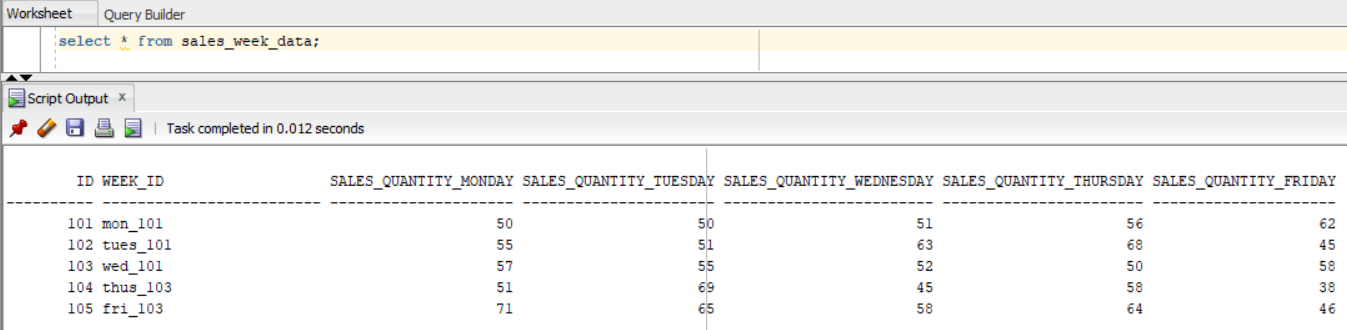 Worksheet Query Builder
select * from sales_week_data;
Script Output x
Task completed in 0.012 seconds
ID WEEK_ID SALES_QUANTITY_MONDAY SALES_QUANTITY_TUESDAY SALES_QUANTITY_WEDNESDAY SALES_QUANTITY_THURSDAY SALES_QUANTITY_FRIDAY
101 mon_101 50 50 51 56 62
102 tues_101 55 51 63 68 45
103 wed_101 57 55 52 50 58
104 thus_103 51 69 45 58 38
105 fri_103 71 65 58 64 46